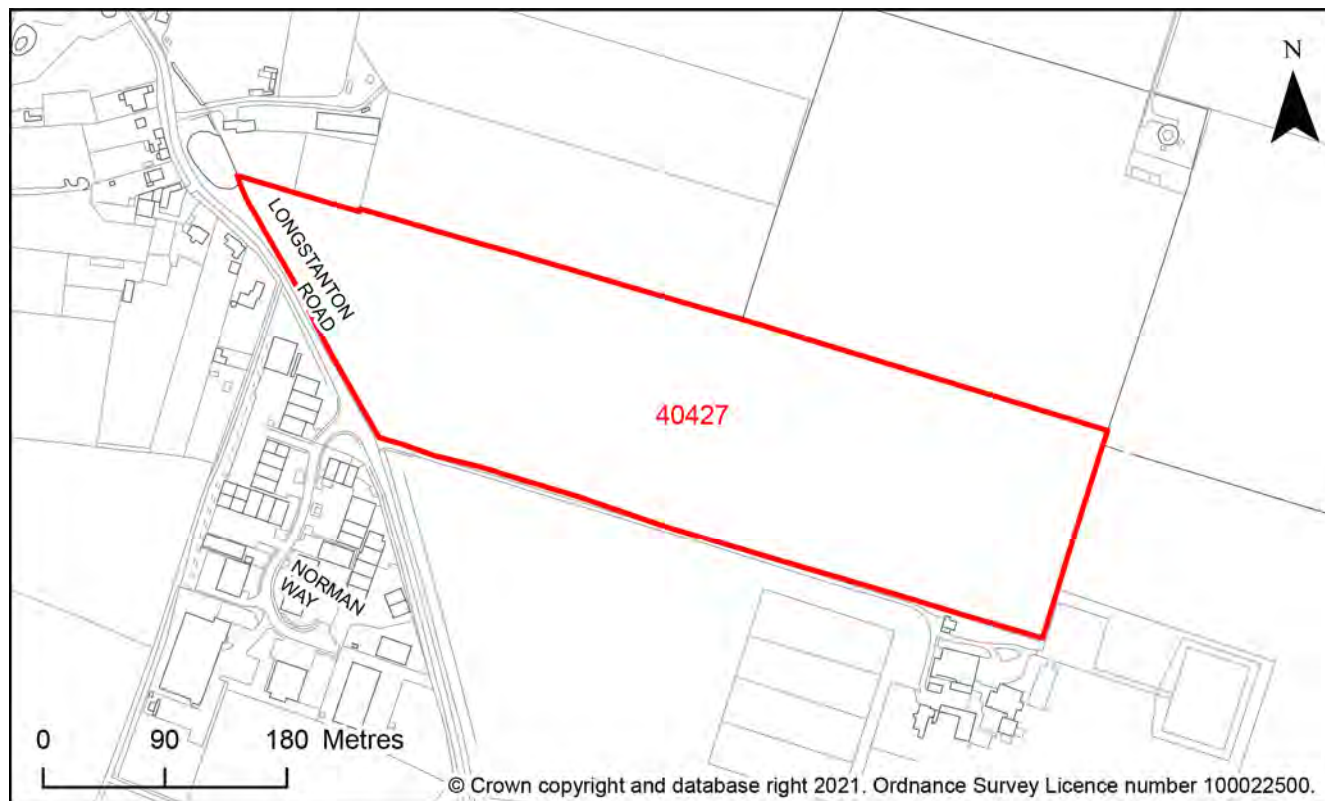 N
LONGSTANTON
ROAD
40427
NORMAN
WAY
0 90 180 Metres
© Crown copyright and database right 2021. Ordnance Survey Licence number 100022500.